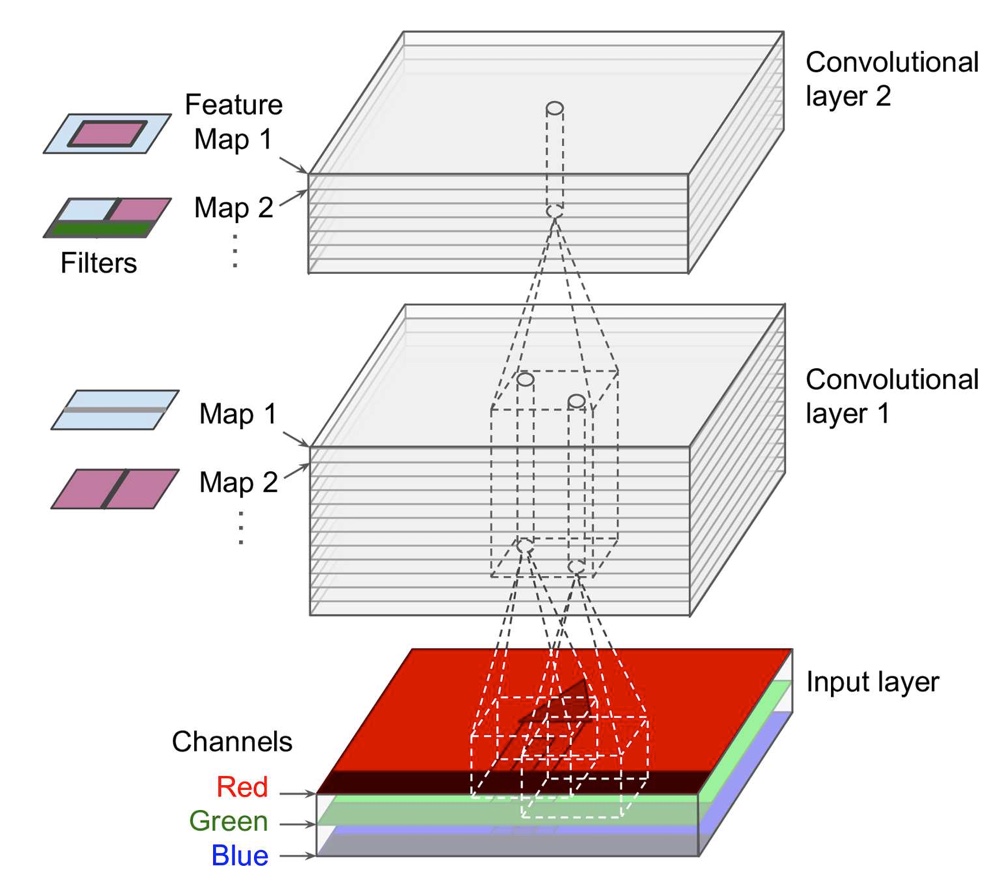 Convolutional
layer 2
Feature
Map 1
Map 2
Filters
Convolutional
layer 1
Map 1
Map 2
Input layer
Channels
Red
Green
Blue